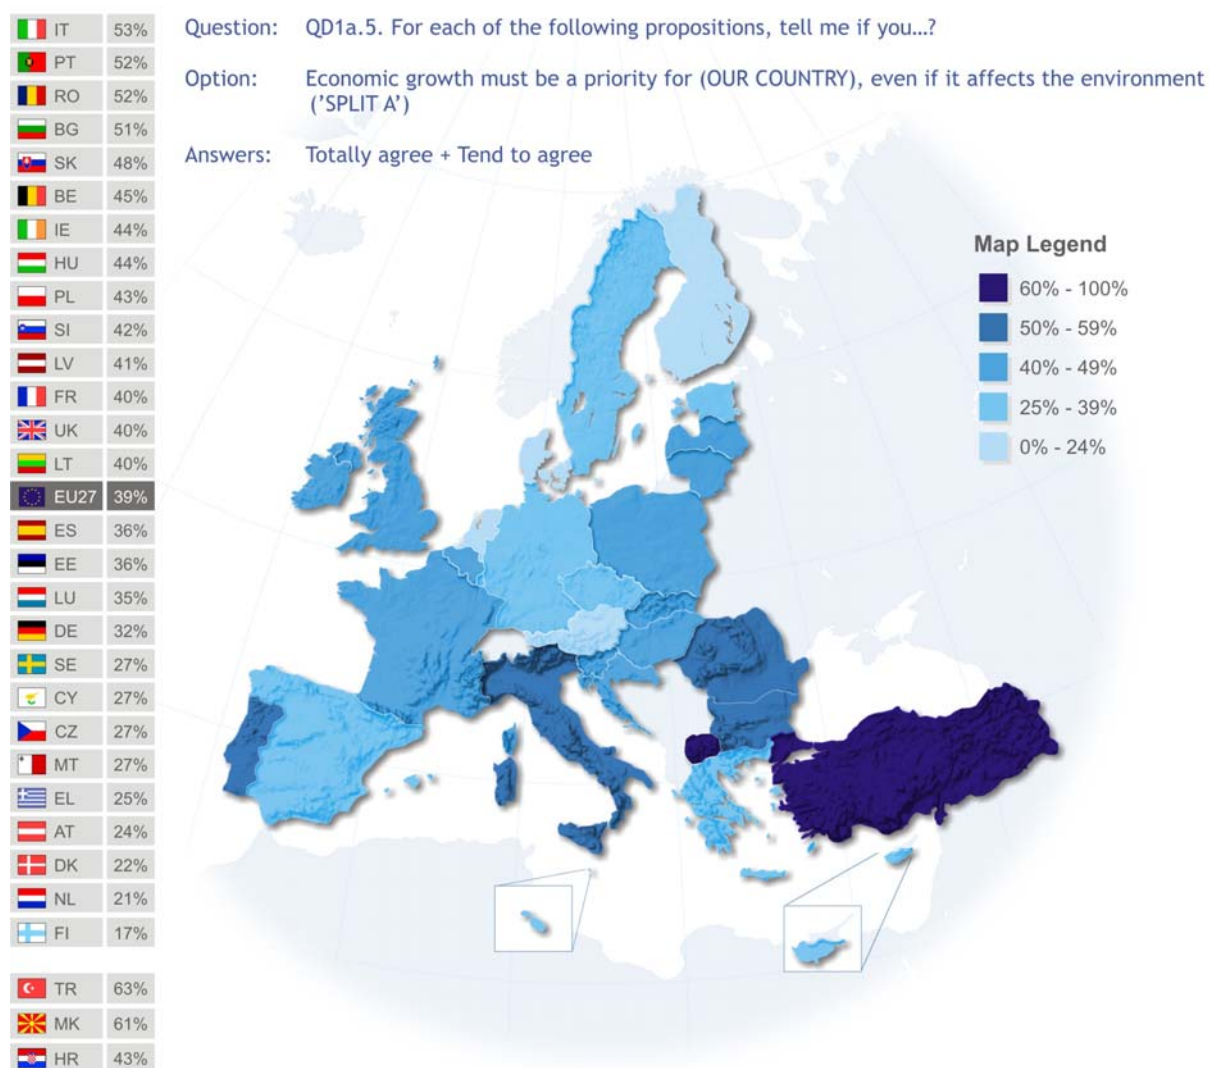 Question: QD1a.5. For each of the following propositions, tell me if you...?
Option: Economic growth must be a priority for (OUR COUNTRY), even if it affects the environment
('SPLIT A')
Answers: Totally agree + Tend to agree
IT 53%
PT 52%
RO 52%
BG 51%
SK 48%
BE 45%
IE 44%
HU 44%
PL 43%
SI 42%
LV 41%
FR 40%
UK 40%
LT 40%
EU27 39%
ES 36%
EE 36%
LU 35%
DE 32%
SE 27%
CY 27%
CZ 27%
MT 27%
EL 25%
AT 24%
DK 22%
NL 21%
FI 17%
TR 63%
MK 61%
HR 43%
Map Legend
60% - 100%
50% - 59%
40% - 49%
25% - 39%
0% - 24%